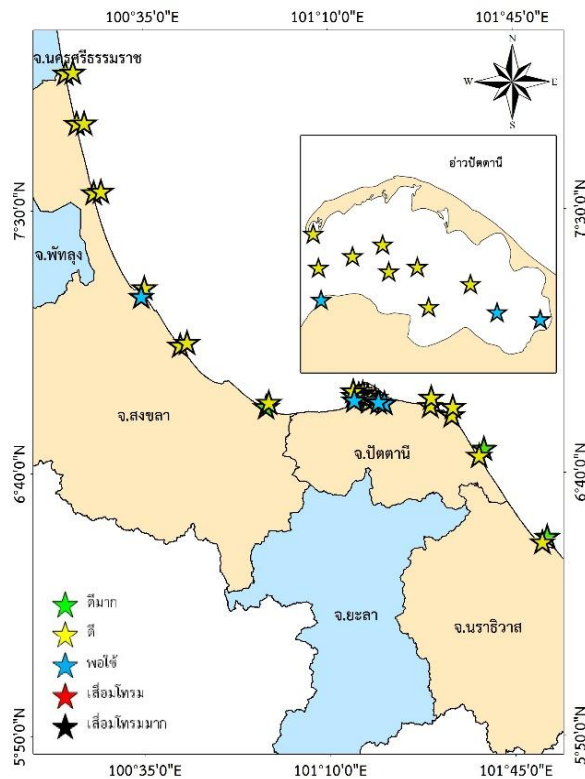 100°35'0"E 101°10'0"E 101°45'0"E
จ.นครศรีธรรมราช
N
W E
S
อ่าวปัตตานี
7°30'0"N 7°30'0"N
จ.พัทลุง
จ.สงขลา
จ.ปัตตานี
6°40'0"N 6°40'0"N
จ.ยะลา
จ.นราธิวาส
ดีมาก
ดี
พอใช้
เสื่อมโทรม
เสื่อมโทรมมาก
5°50'0"N 5°50'0"N
100°35'0"E 101°10'0"E 101°45'0"E